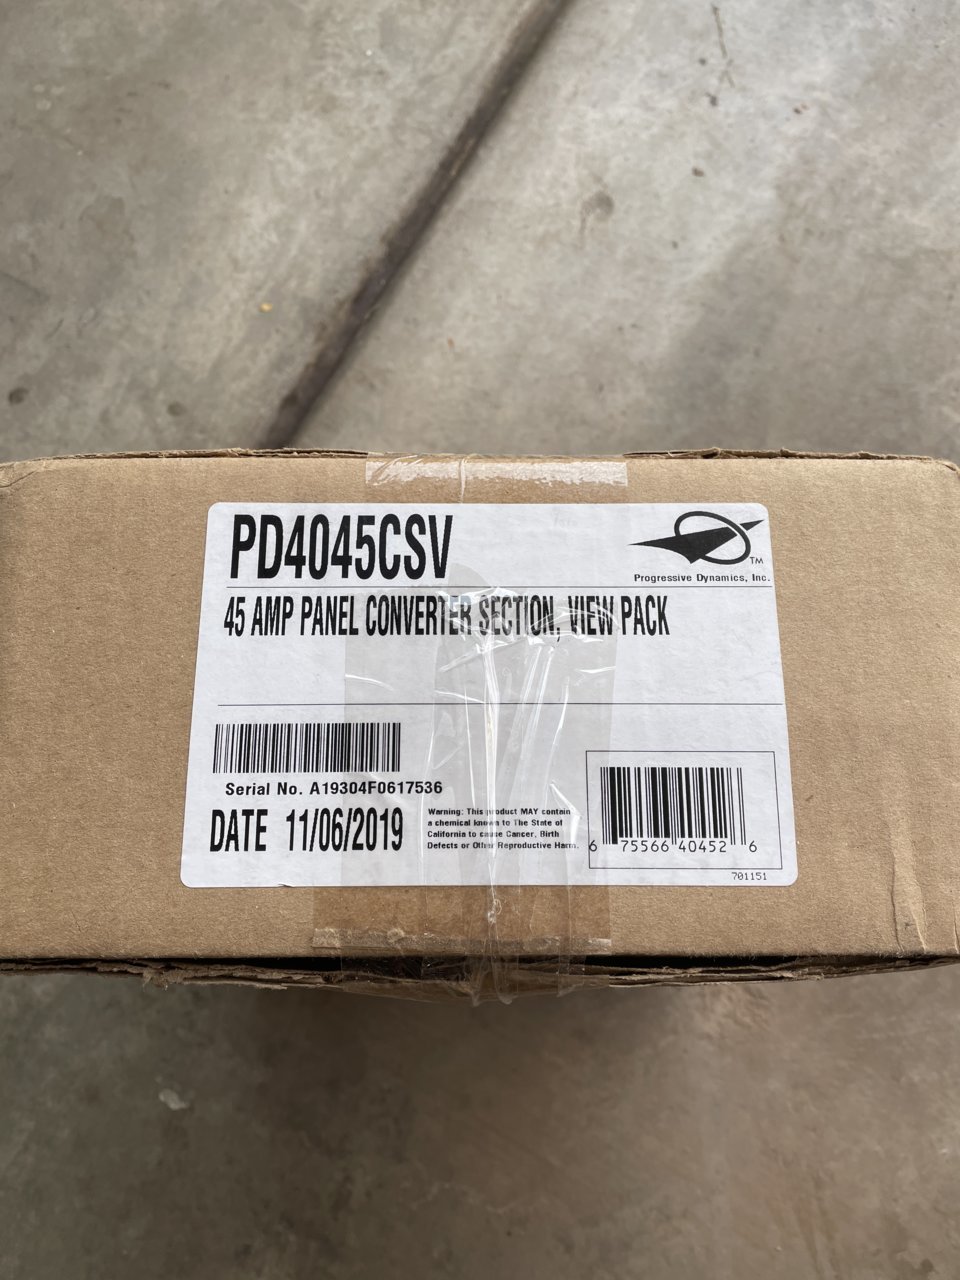 PD4045CSV
TM
Progressive Dynamics, Inc.
45 AMP PANEL CONVERTER SECTION, VIEW PACK
Serial No. A19304F0617536
DATE 11/06/2019
Warning: This product MAY contain
a chemical known to The State of
California to cause Cancer, Birth
Defects or Other Reproductive Harm.
6 75566 40452 6
701151